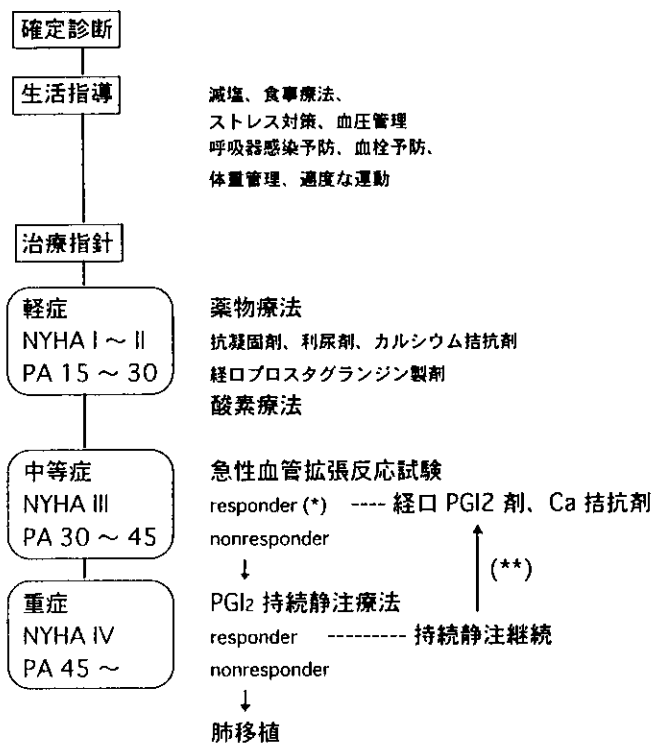 確定診断
生活指導
減塩、食事療法、
ストレス対策、血圧管理
呼吸器感染予防、血栓予防、
体重管理、適度な運動
治療指針
軽症
NYHA I ～ II
PA 15 ～ 30
薬物療法
抗凝固剤、利尿剤、カルシウム拮抗剤
経口プロスタグランジン製剤
酸素療法
中等症
NYHA III
PA 30 ～ 45
急性血管拡張反応試験
responder (*) ---- 経口 PGI2 剤、Ca 拮抗剤
nonresponder
↓
(**)
重症
NYHA IV
PA 45 ～
PGI2 持続静注療法
responder --------- 持続静注継続
nonresponder
↓
肺移植